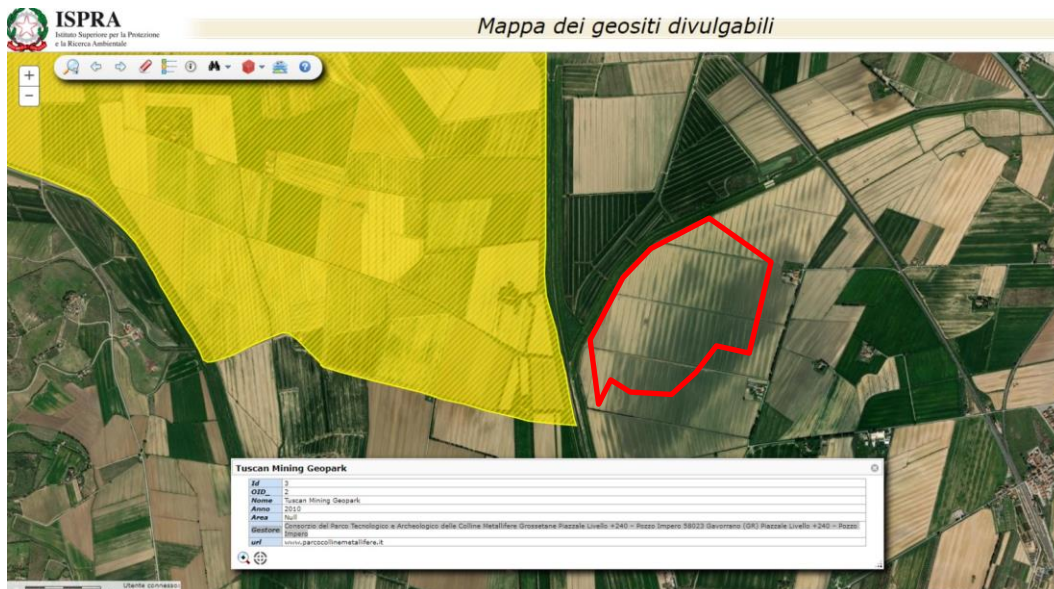 ISPRA
Istituto Superiore per la Protezione
e la Ricerca Ambientale
Mappa dei geositi divulgabili
+
−
Tuscan Mining Geopark
Id 3
OID_ 2
Nome Tuscan Mining Geopark
Anno 2010
Area Null
Gestore Consorzio del Parco Tecnologico e Archeologico delle Colline Metallifere Grossetane Piazzale Livello +240 – Pozzo Impero 58023 Gavorrano (GR) Piazzale Livello +240 – Pozzo
Impero
url www.parcocollinemetallifere.it
Utente connesso: